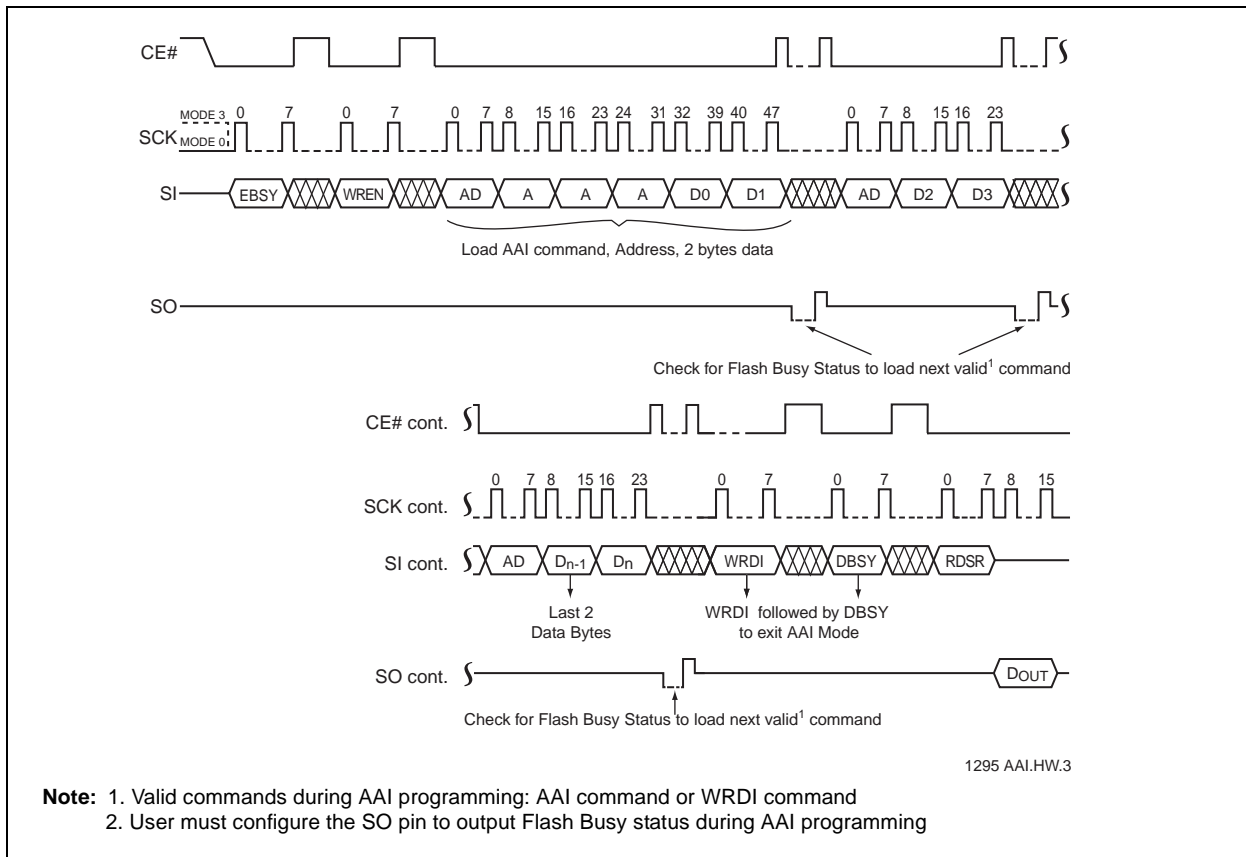 CE#
MODE 3
0 7 0 7 0 7 8 15 16 23 24 31 32 39 40 47 0 7 8 15 16 23
SCK
MODE 0
SI EBSY WREN AD A A A D0 D1 AD D2 D3
Load AAI command, Address, 2 bytes data
SO
Check for Flash Busy Status to load next valid1 command
CE# cont.
0 7 8 15 16 23 0 7 0 7 0 7 8 15
SCK cont.
SI cont. AD Dn-1 Dn WRDI DBSY RDSR
Last 2
Data Bytes
WRDI followed by DBSY
to exit AAI Mode
SO cont. DOUT
Check for Flash Busy Status to load next valid1 command
1295 AAI.HW.3
Note: 1. Valid commands during AAI programming: AAI command or WRDI command
2. User must configure the SO pin to output Flash Busy status during AAI programming